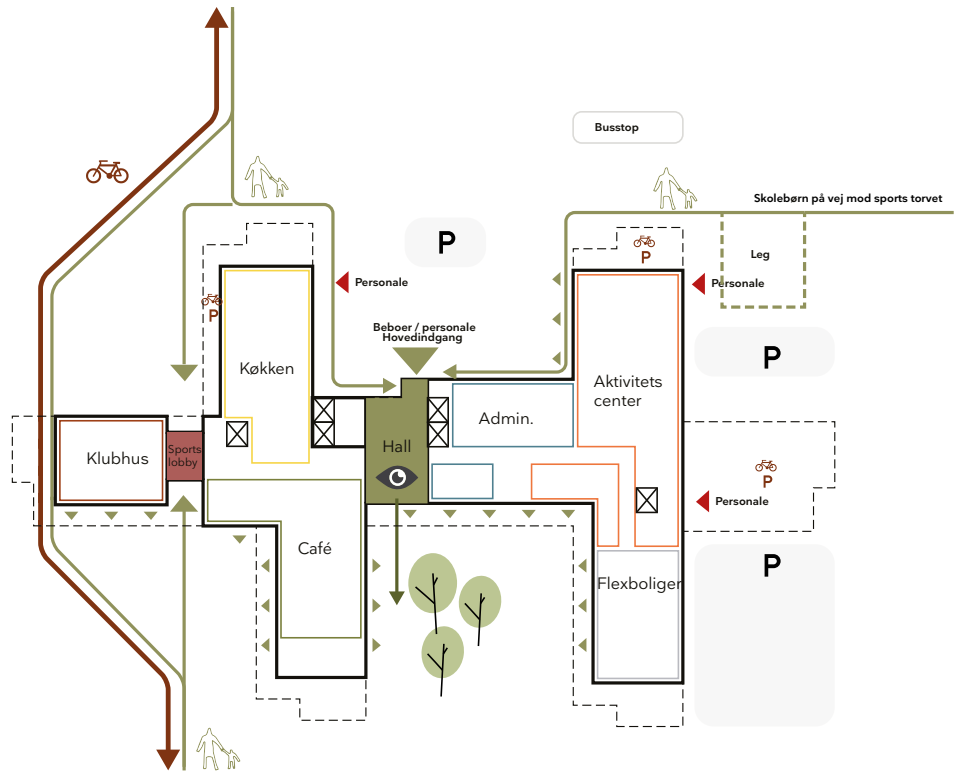 Busstop
Skolebørn på vej mod sports torvet
P
P
Leg
Personale
Personale
P
Beboer / personale
Hovedindgang
P
Køkken
Aktivitets
center
Admin.
Hall
Klubhus
Sports
lobby
P
Personale
Café
P
Flexboliger